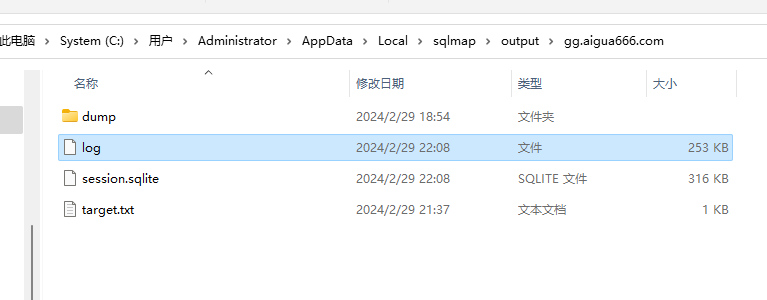 此电脑 › System (C:) › 用户 › Administrator › AppData › Local › sqlmap › output › gg.aigua666.com
名称 修改日期 类型 大小
dump 2024/2/29 18:54 文件夹
log 2024/2/29 22:08 文件 253 KB
session.sqlite 2024/2/29 22:08 SQLITE 文件 316 KB
target.txt 2024/2/29 21:37 文本文档 1 KB